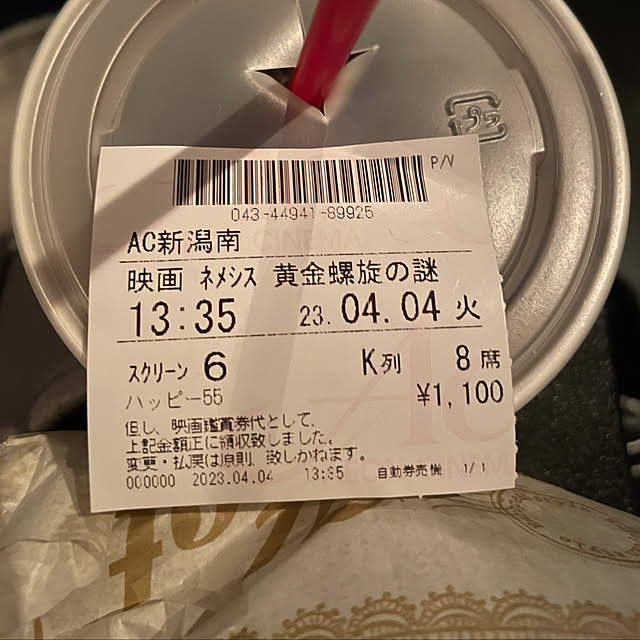 プラ
P/V
043-44941-89925
AC新潟南
映画 ネメシス 黄金螺旋の謎
13:35 23.04.04 火
スクリーン 6 K列 8席
ハッピー55 ¥1,100
但し、映画鑑賞券代として、
上記金額正に領収致しました。
変更・払戻は原則、致しかねます。
000000 2023.04.04 13:35 自動券売機 1/1